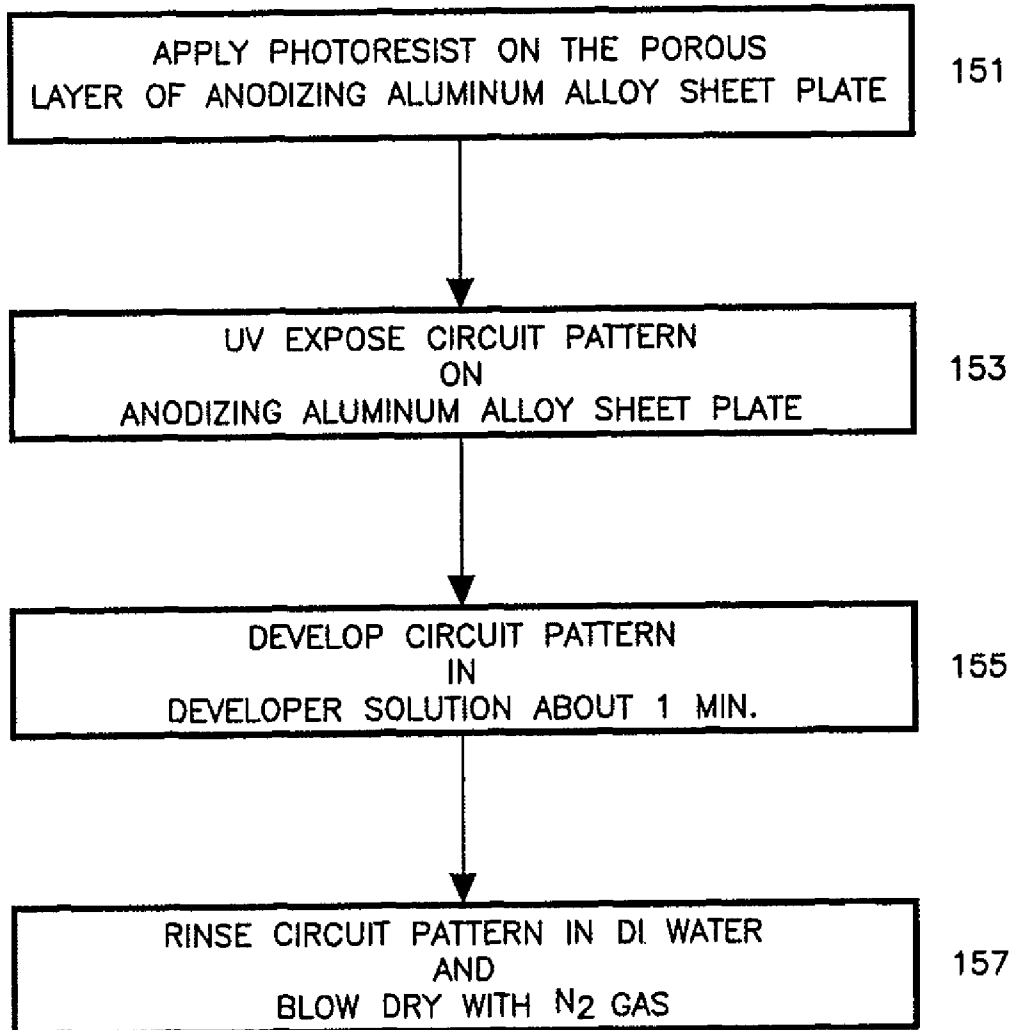 APPLY PHOTORESIST ON THE POROUS
LAYER OF ANODIZING ALUMINUM ALLOY SHEET PLATE
151
UV EXPOSE CIRCUIT PATTERN
ON
ANODIZING ALUMINUM ALLOY SHEET PLATE
153
DEVELOP CIRCUIT PATTERN
IN
DEVELOPER SOLUTION ABOUT 1 MIN.
155
RINSE CIRCUIT PATTERN IN DI WATER
AND
BLOW DRY WITH N2 GAS
157